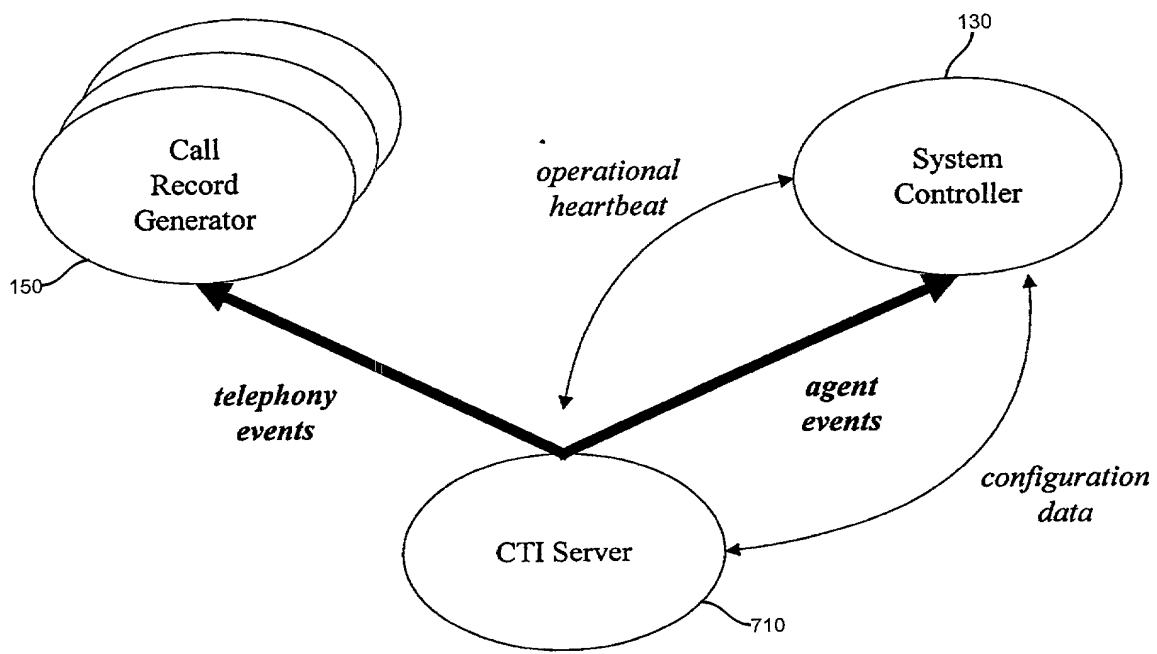 130
Call
Record
Generator
System
Controller
operational
heartbeat
150
telephony
events
agent
events
configuration
data
CTI Server
710